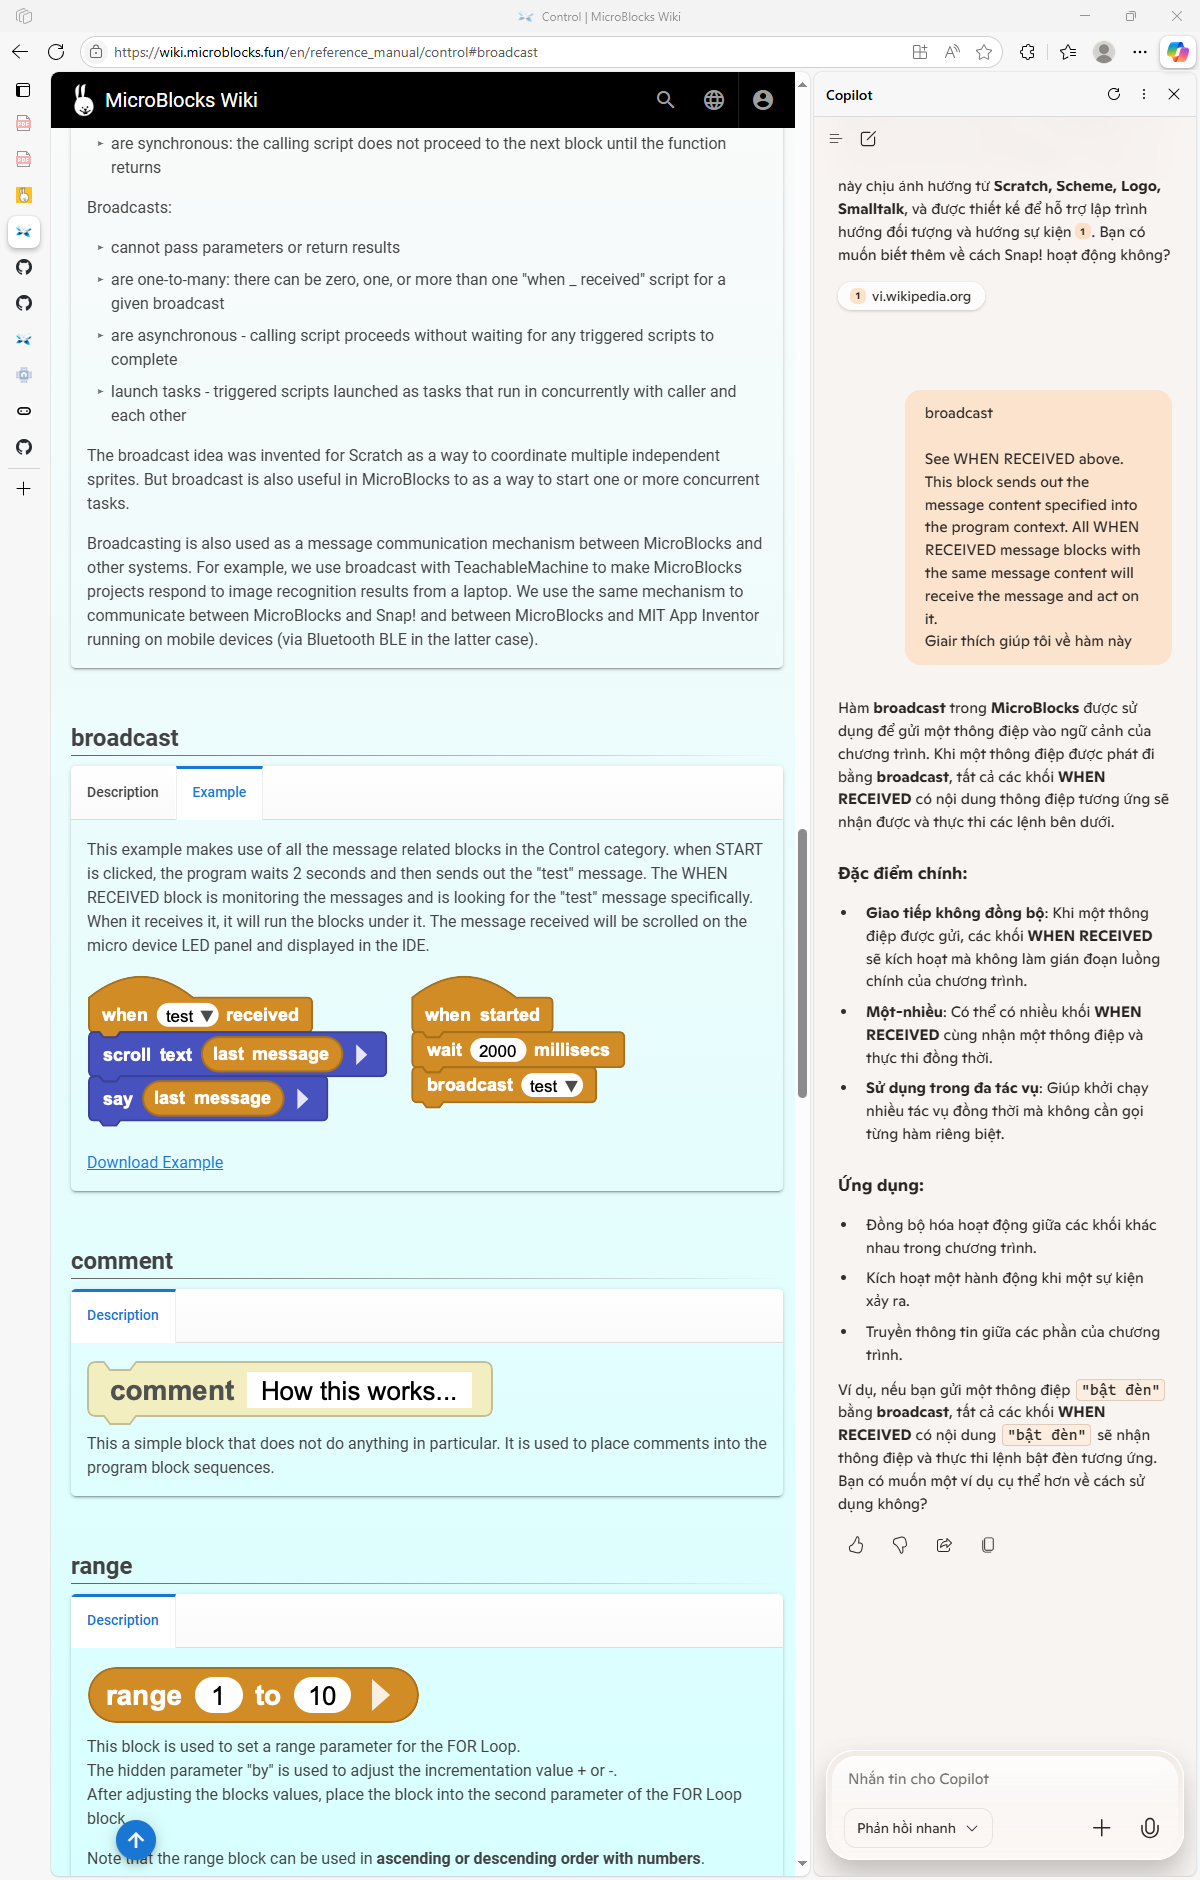 Control | MicroBlocks Wiki
https://wiki.microblocks.fun/en/reference_manual/control#broadcast
MicroBlocks Wiki
are synchronous: the calling script does not proceed to the next block until the function
returns
Broadcasts:
cannot pass parameters or return results
are one-to-many: there can be zero, one, or more than one "when _ received" script for a
given broadcast
are asynchronous - calling script proceeds without waiting for any triggered scripts to
complete
launch tasks - triggered scripts launched as tasks that run in concurrently with caller and
each other
The broadcast idea was invented for Scratch as a way to coordinate multiple independent
sprites. But broadcast is also useful in MicroBlocks to as a way to start one or more concurrent
tasks.
Broadcasting is also used as a message communication mechanism between MicroBlocks and
other systems. For example, we use broadcast with TeachableMachine to make MicroBlocks
projects respond to image recognition results from a laptop. We use the same mechanism to
communicate between MicroBlocks and Snap! and between MicroBlocks and MIT App Inventor
running on mobile devices (via Bluetooth BLE in the latter case).
broadcast
Description Example
This example makes use of all the message related blocks in the Control category. when START
is clicked, the program waits 2 seconds and then sends out the "test" message. The WHEN
RECEIVED block is monitoring the messages and is looking for the "test" message specifically.
When it receives it, it will run the blocks under it. The message received will be scrolled on the
micro device LED panel and displayed in the IDE.
when test received
scroll text last message
say last message
when started
wait 2000 millisecs
broadcast test
Download Example
comment
Description
comment How this works...
This a simple block that does not do anything in particular. It is used to place comments into the
program block sequences.
range
Description
range 1 to 10
This block is used to set a range parameter for the FOR Loop.
The hidden parameter "by" is used to adjust the incrementation value + or -.
After adjusting the blocks values, place the block into the second parameter of the FOR Loop
block.
Note that the range block can be used in ascending or descending order with numbers.
Copilot
này chịu ảnh hưởng từ Scratch, Scheme, Logo,
Smalltalk, và được thiết kế để hỗ trợ lập trình
hướng đối tượng và hướng sự kiện 1. Bạn có
muốn biết thêm về cách Snap! hoạt động không?
1 vi.wikipedia.org
broadcast
See WHEN RECEIVED above.
This block sends out the
message content specified into
the program context. All WHEN
RECEIVED message blocks with
the same message content will
receive the message and act on
it.
Giair thích giúp tôi về hàm này
Hàm broadcast trong MicroBlocks được sử
dụng để gửi một thông điệp vào ngữ cảnh của
chương trình. Khi một thông điệp được phát đi
bằng broadcast, tất cả các khối WHEN
RECEIVED có nội dung thông điệp tương ứng sẽ
nhận được và thực thi các lệnh bên dưới.
Đặc điểm chính:
• Giao tiếp không đồng bộ: Khi một thông
điệp được gửi, các khối WHEN RECEIVED
sẽ kích hoạt mà không làm gián đoạn luồng
chính của chương trình.
• Một-nhiều: Có thể có nhiều khối WHEN
RECEIVED cùng nhận một thông điệp và
thực thi đồng thời.
• Sử dụng trong đa tác vụ: Giúp khởi chạy
nhiều tác vụ đồng thời mà không cần gọi
từng hàm riêng biệt.
Ứng dụng:
• Đồng bộ hóa hoạt động giữa các khối khác
nhau trong chương trình.
• Kích hoạt một hành động khi một sự kiện
xảy ra.
• Truyền thông tin giữa các phần của chương
trình.
Ví dụ, nếu bạn gửi một thông điệp "bật đèn"
bằng broadcast, tất cả các khối WHEN
RECEIVED có nội dung "bật đèn" sẽ nhận
thông điệp và thực thi lệnh bật đèn tương ứng.
Bạn có muốn một ví dụ cụ thể hơn về cách sử
dụng không?
Nhắn tin cho Copilot
Phản hồi nhanh